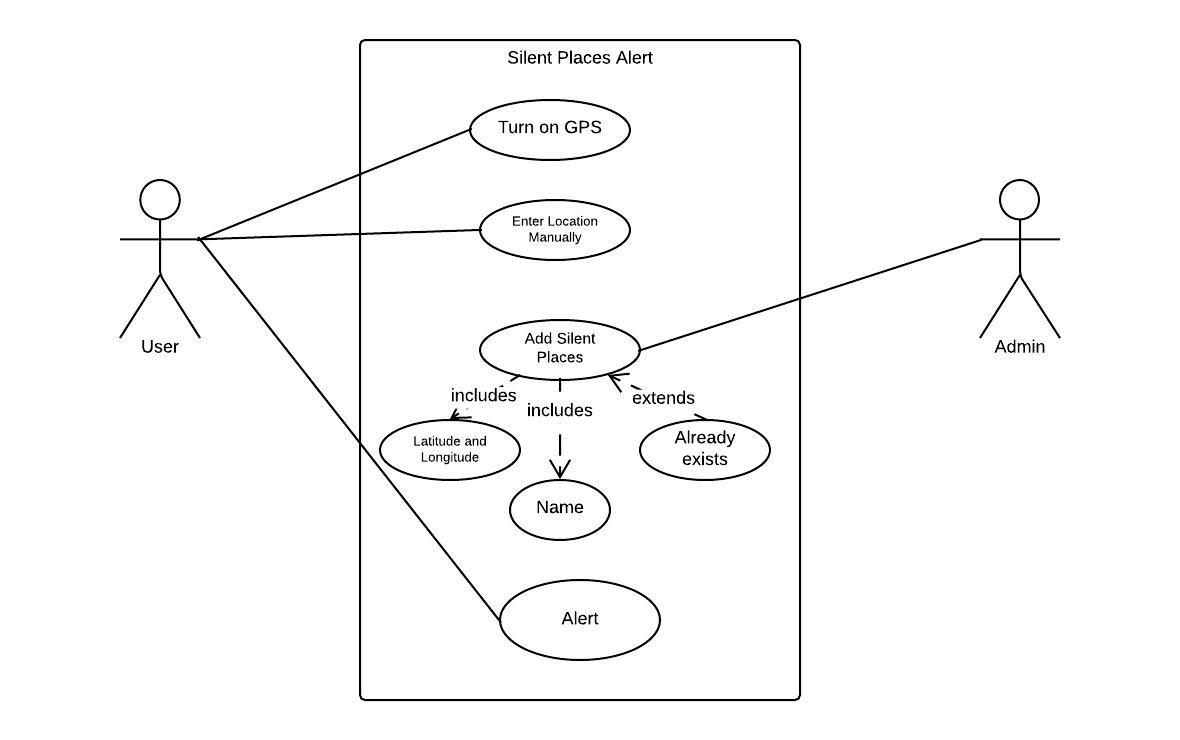 Silent Places Alert
Turn on GPS
Enter Location
Manually
User
Admin
Add Silent
Places
includes
includes
extends
Latitude and
Longitude
Already
exists
Name
Alert